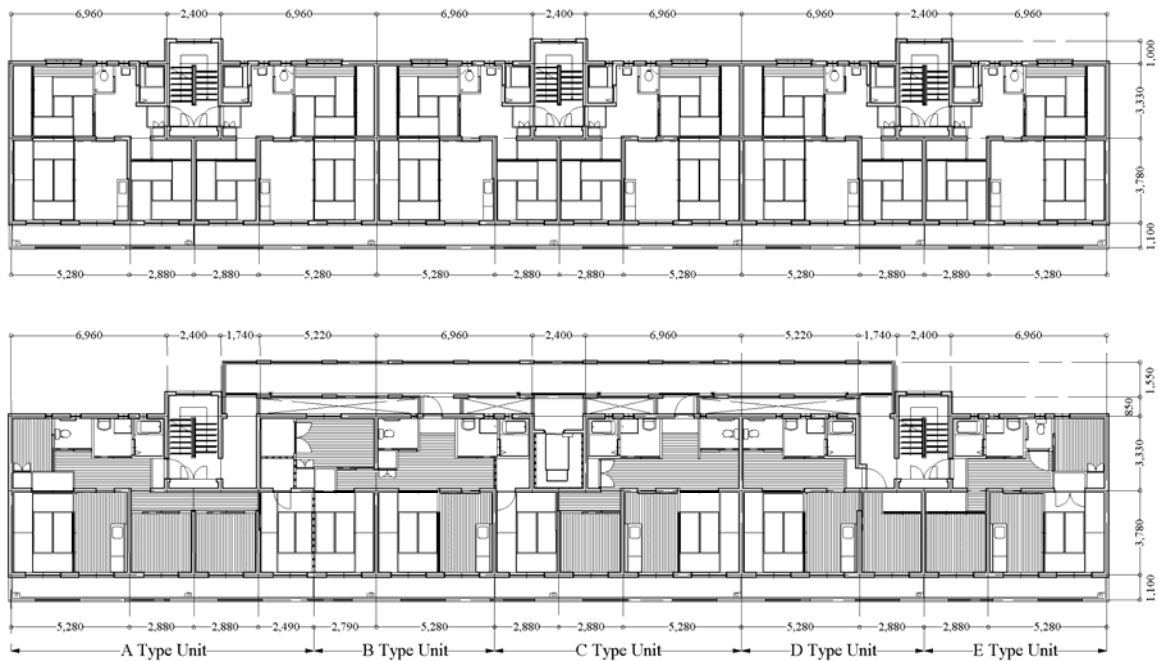 6,960 2,400 6,960 6,960 2,400 6,960 6,960 2,400 6,960
1,000
3,330
3,780
1,100
5,280 2,880 2,880 5,280 5,280 2,880 2,880 5,280 5,280 2,880 2,880 5,280
6,960 2,400 1,740 5,220 6,960 2,400 6,960 5,220 1,740 2,400 6,960
1,550
850
3,330
3,780
1,100
5,280 2,880 2,880 2,490 2,790 5,280 2,880 2,880 5,280 5,280 2,880 2,880 5,280
A Type Unit B Type Unit C Type Unit D Type Unit E Type Unit